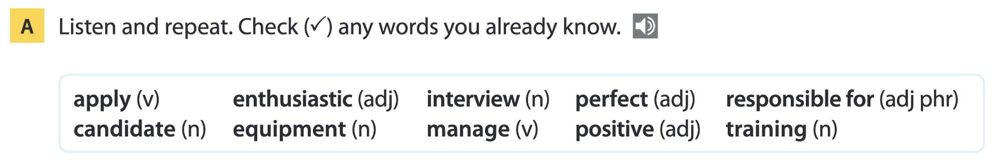 A Listen and repeat. Check (✓) any words you already know.
apply (v) enthusiastic (adj) interview (n) perfect (adj) responsible for (adj phr)
candidate (n) equipment (n) manage (v) positive (adj) training (n)